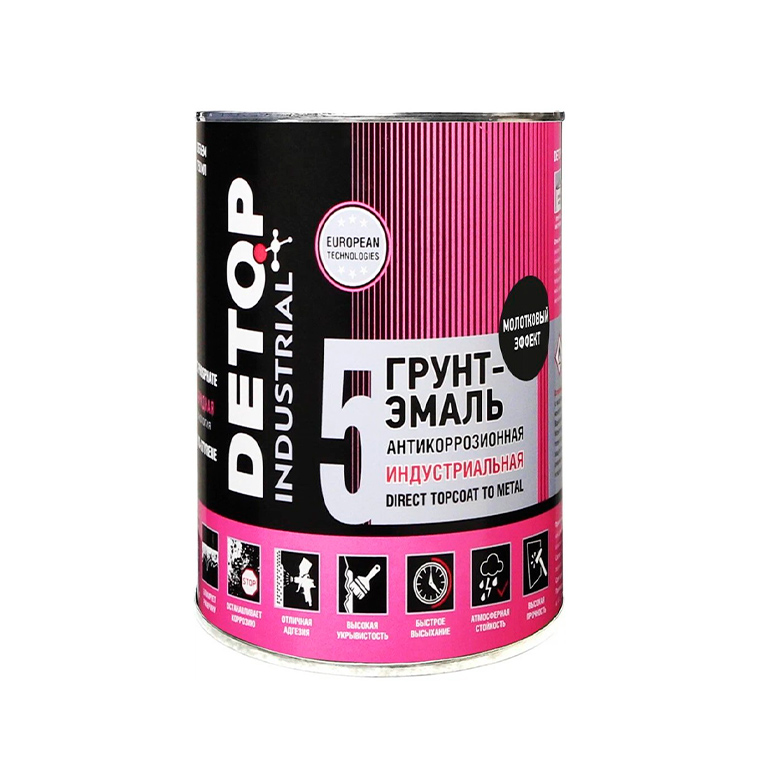 DETOP
INDUSTRIAL
EUROPEAN
TECHNOLOGIES
МОЛОТКОВЫЙ
ЭФФЕКТ
5
ГРУНТ-
ЭМАЛЬ
АНТИКОРРОЗИОННАЯ
ИНДУСТРИАЛЬНАЯ
DIRECT TOPCOAT TO METAL
STOP
ОСТАНАВЛИВАЕТ
КОРРОЗИЮ
ОТЛИЧНАЯ
АДГЕЗИЯ
ВЫСОКАЯ
УКРЫВИСТОСТЬ
БЫСТРОЕ
ВЫСЫХАНИЕ
АТМОСФЕРНАЯ
СТОЙКОСТЬ
ВЫСОКАЯ
ПРОЧНОСТЬ